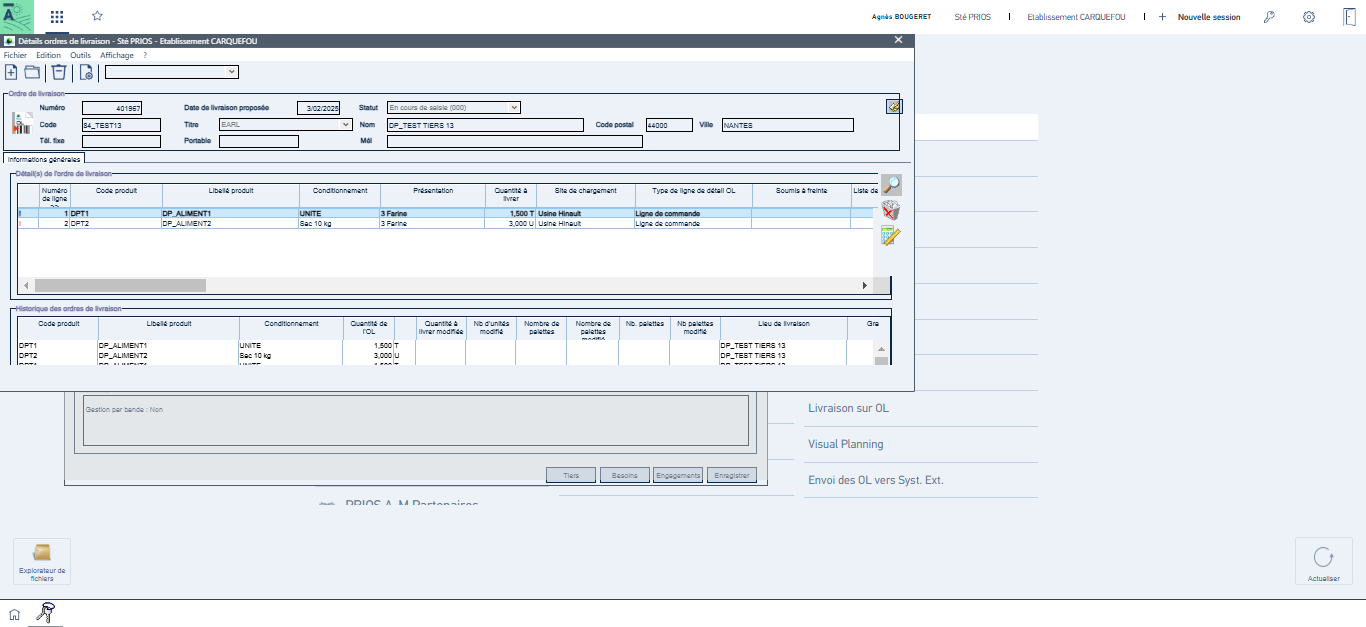 Agnès BOUGERET Sté PRIOS | Etablissement CARQUEFOU | + Nouvelle session
Détails ordres de livraison - Sté PRIOS - Etablissement CARQUEFOU
Fichier Edition Outils Affichage ?
Ordre de livraison
Numéro 401967 Date de livraison proposée 3/02/2025 Statut En cours de saisie (000)
Code 84_TEST13 Titre EARL Nom DP_TEST TIERS 13 Code postal 44000 Ville NANTES
Tél. fixe Portable Mél
Informations générales
Détail(s) de l'ordre de livraison
Numéro de ligne Code produit Libellé produit Conditionnement Présentation Quantité à livrer Site de chargement Type de ligne de détail OL Soumis à freinte Liste de
! 1 DPT1 DP_ALIMENT1 UNITE 3 Farine 1,500 T Usine Hinault Ligne de commande
! 2 DPT2 DP_ALIMENT2 Sac 10 kg 3 Farine 3,000 U Usine Hinault Ligne de commande
Historique des ordres de livraison
Code produit Libellé produit Conditionnement Quantité de l'OL Quantité à livrer modifiée Nb d'unités modifié Nombre de palettes Nombre de palettes modifié Nb. palettes Nb palettes modifié Lieu de livraison Gra
DPT1 DP_ALIMENT1 UNITE 1,500 T DP_TEST TIERS 13
DPT2 DP_ALIMENT2 Sac 10 kg 3,000 U DP_TEST TIERS 13
DPT1 DP_ALIMENT1 UNITE 1,500 T DP_TEST TIERS 13
Gestion par bande : Non
Tiers Besoins Engagements Enregistrer
Livraison sur OL
Visual Planning
Envoi des OL vers Syst. Ext.
PRIOS A-M Partenaires
Explorateur de
fichiers
Actualiser